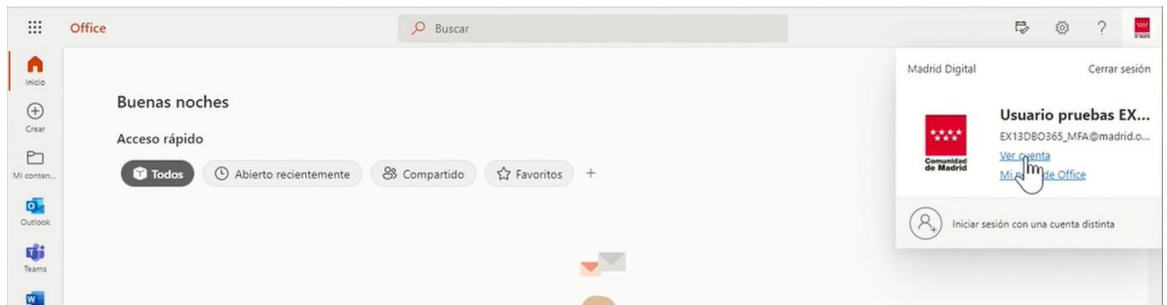 Office
Buscar
Inicio
Crear
Mi conten...
Outlook
Teams
Buenas noches
Acceso rápido
Todos
Abierto recientemente
Compartido
Favoritos
Madrid Digital
Cerrar sesión
Comunidad
de Madrid
Usuario pruebas EX...
EX13DBO365_MFA@madrid.o...
Ver cuenta
Mi de Office
Iniciar sesión con una cuenta distinta